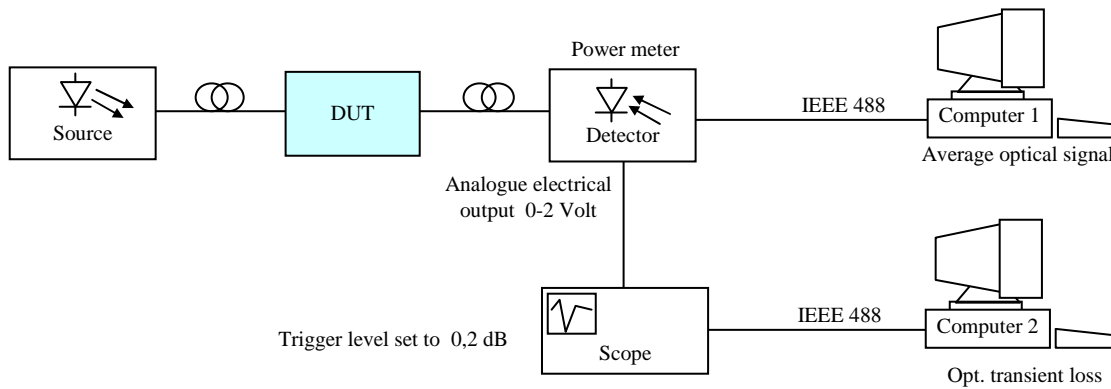 Power meter
Source
DUT
Detector
IEEE 488
Computer 1
Average optical signal
Analogue electrical
output 0-2 Volt
Trigger level set to 0,2 dB
Scope
IEEE 488
Computer 2
Opt. transient loss